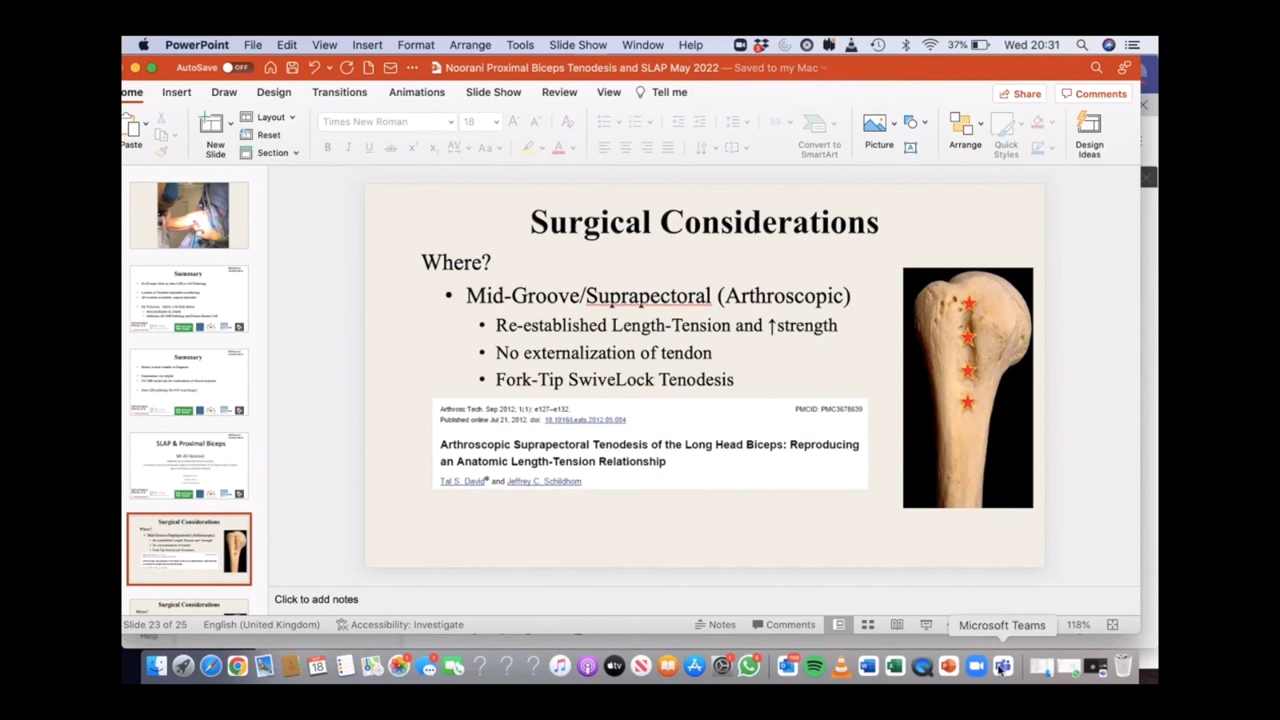 PowerPoint File Edit View Insert Format Arrange Tools Slide Show Window Help 37% Wed 20:31
AutoSave OFF Noorani Proximal Biceps Tenodesis and SLAP May 2022 — Saved to my Mac
ome Insert Draw Design Transitions Animations Slide Show Review View Tell me Share Comments
Paste
New Slide
Layout
Reset
Section
Times New Roman 18
Convert to SmartArt
Picture
Arrange
Quick Styles
Design Ideas
Summary
Summary
SLAP & Proximal Biceps
Mr Ali Noorani
Surgical Considerations
Where?
Surgical Considerations
Surgical Considerations
Where?
• Mid-Groove/Suprapectoral (Arthroscopic)
• Re-established Length-Tension and ↑strength
• No externalization of tendon
• Fork-Tip SwiveLock Tenodesis
Arthrosc Tech. Sep 2012; 1(1): e127–e132. PMCID: PMC3678639
Published online Jul 21, 2012. doi: 10.1016/j.eats.2012.05.004
Arthroscopic Suprapectoral Tenodesis of the Long Head Biceps: Reproducing
an Anatomic Length-Tension Relationship
Tal S. David and Jeffrey C. Schildhorn
Click to add notes
Slide 23 of 25 English (United Kingdom) Accessibility: Investigate Notes Comments Microsoft Teams 118%
Help